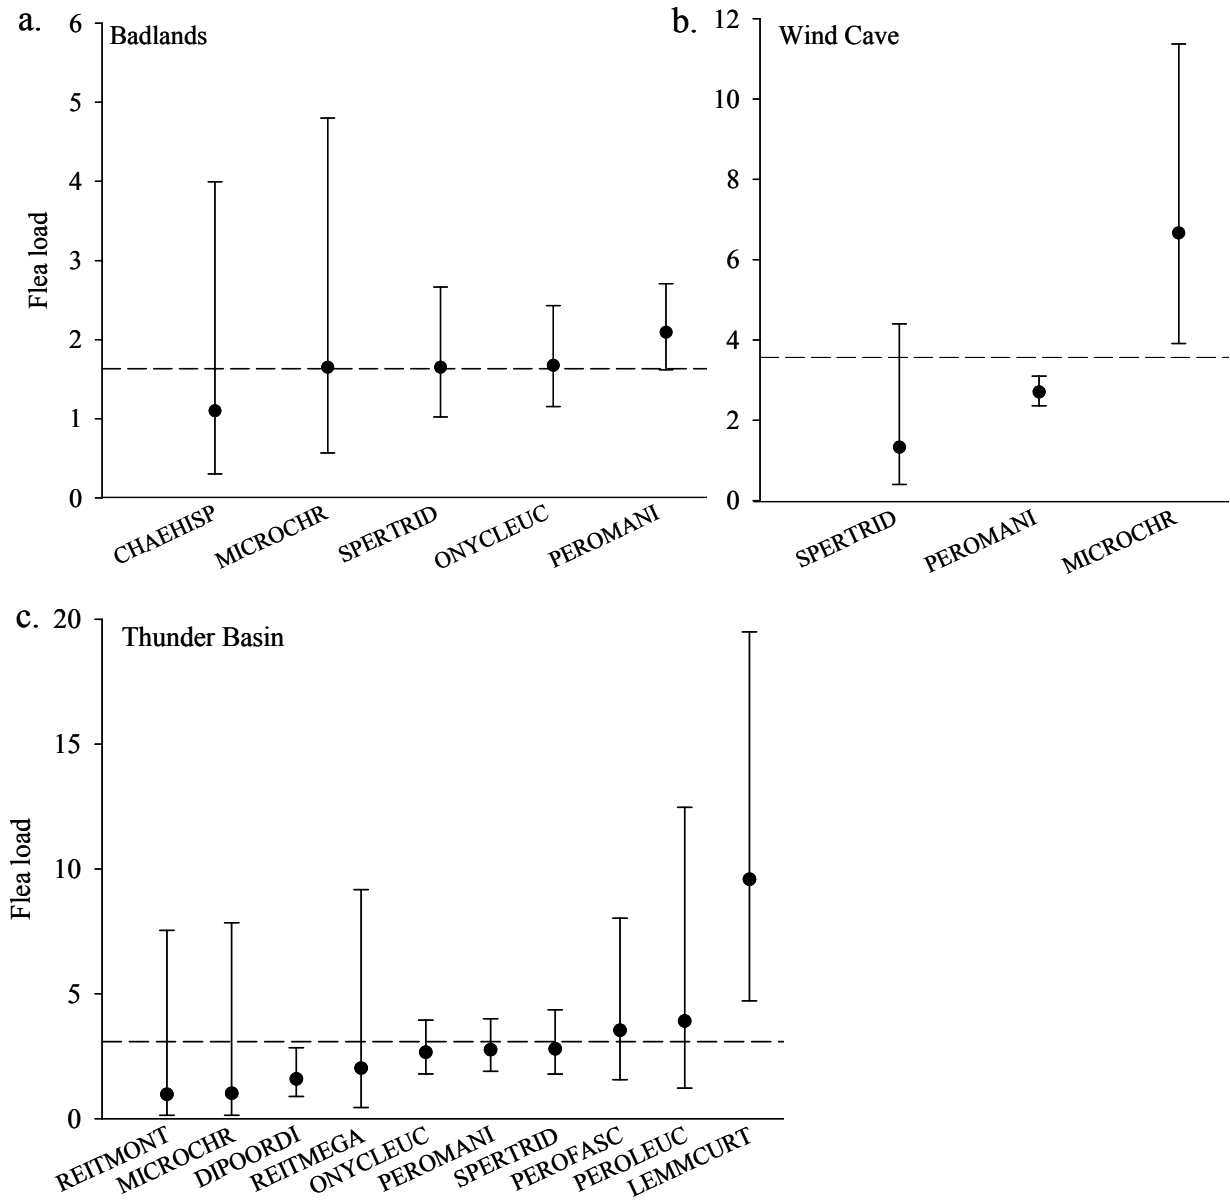 a.
Badlands
6
5
4
3
2
1
0
Flea load
CHAEHISP
MICROCHR
SPERTRID
ONYCLEUC
PEROMANI
b.
Wind Cave
12
10
8
6
4
2
0
SPERTRID
PEROMANI
MICROCHR
c.
Thunder Basin
20
15
10
5
0
Flea load
REITMONT
MICROCHR
DIPOORDI
REITMEGA
ONYCLEUC
PEROMANI
SPERTRID
PEROFASC
PEROLEUC
LEMMCURT